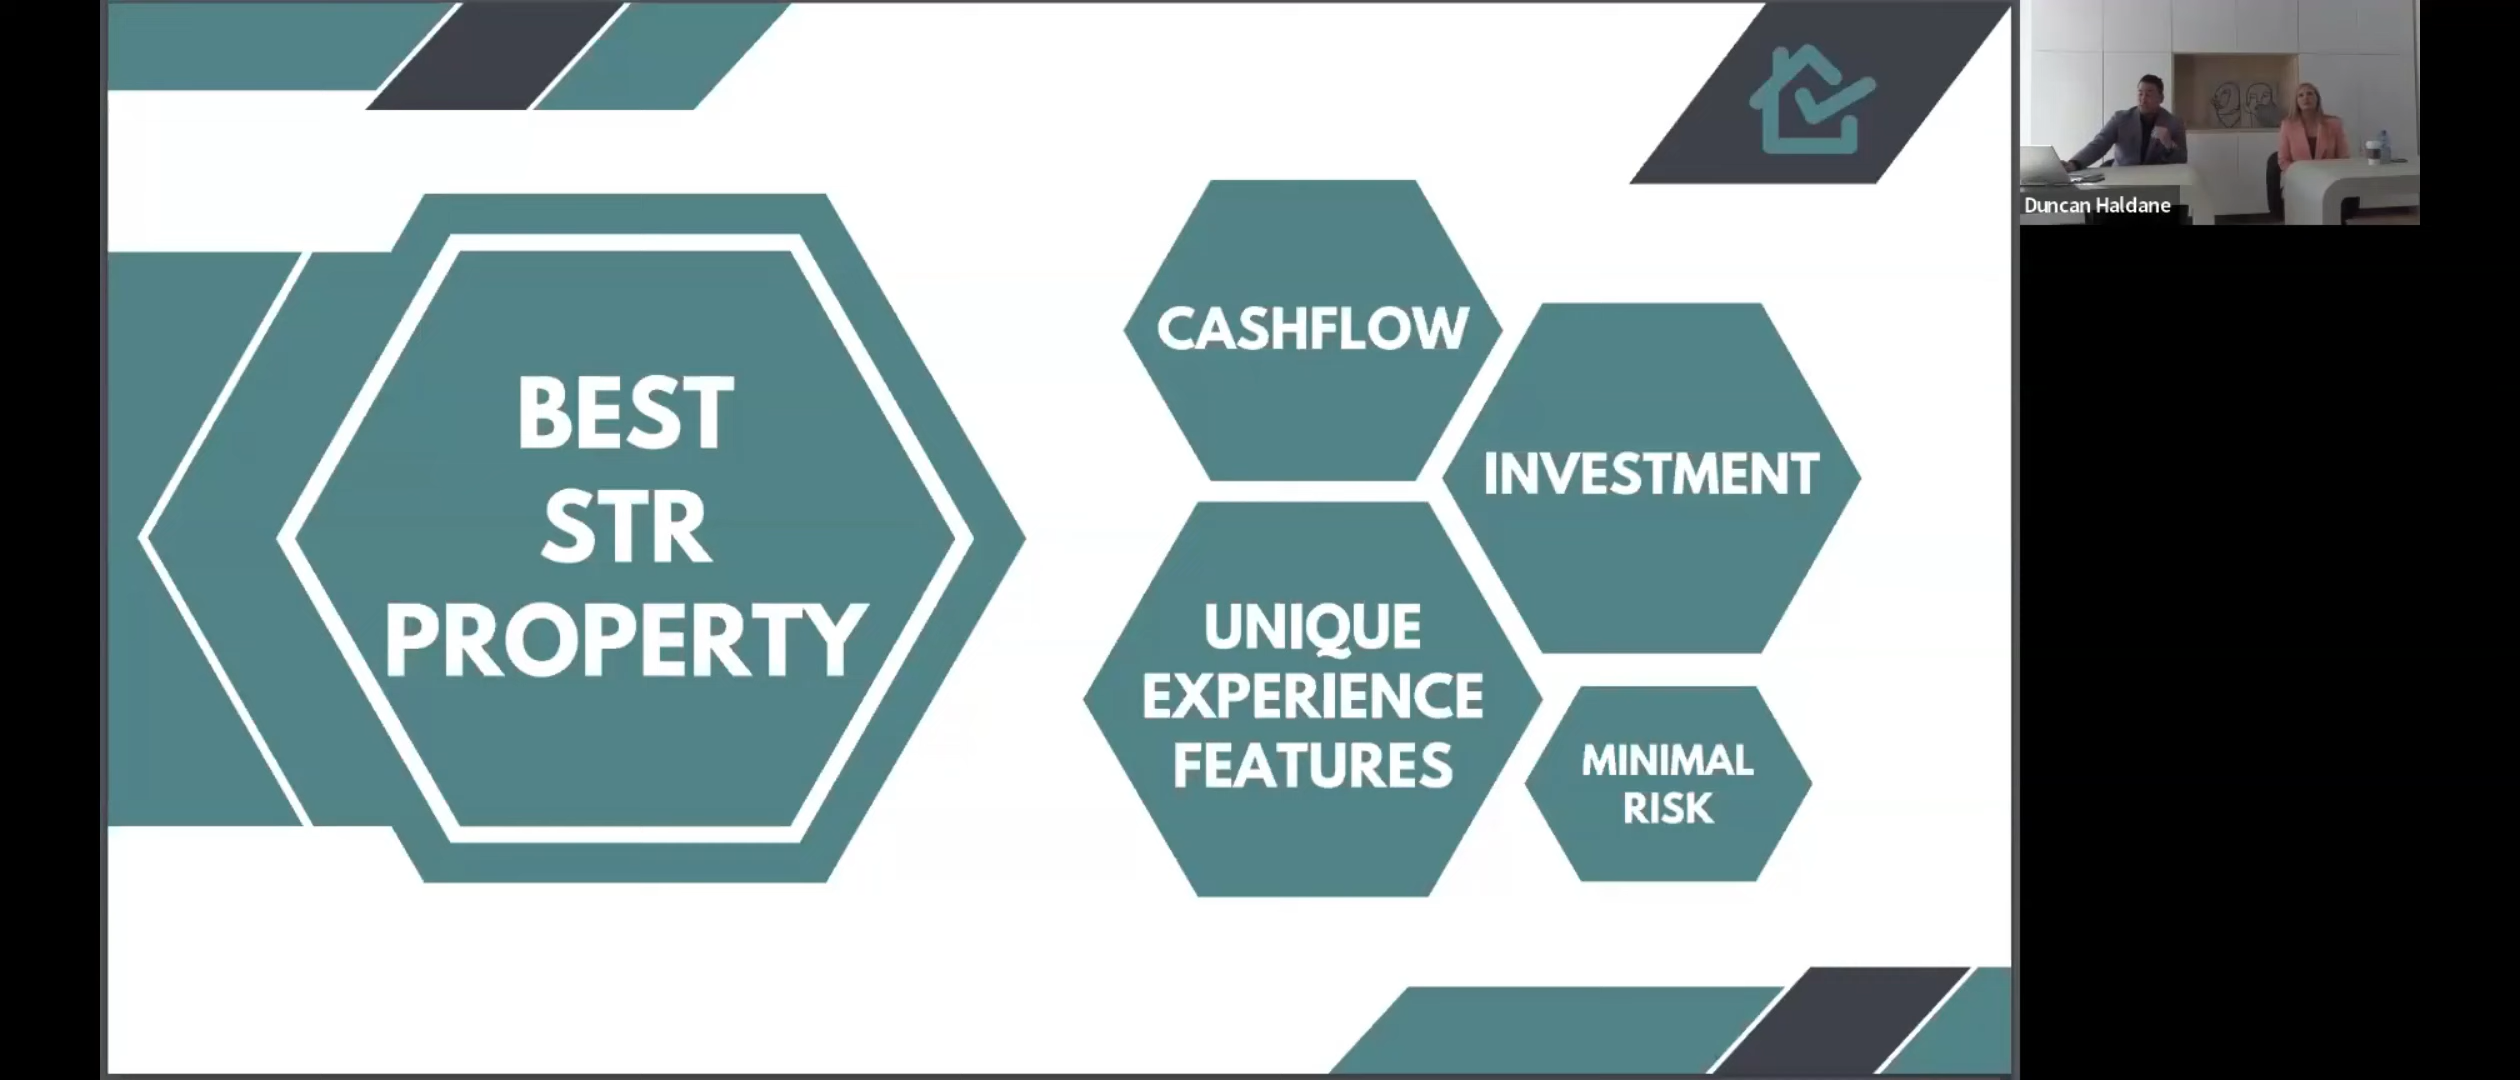 BEST
STR
PROPERTY
CASHFLOW
INVESTMENT
UNIQUE
EXPERIENCE
FEATURES
MINIMAL
RISK
Duncan Haldane